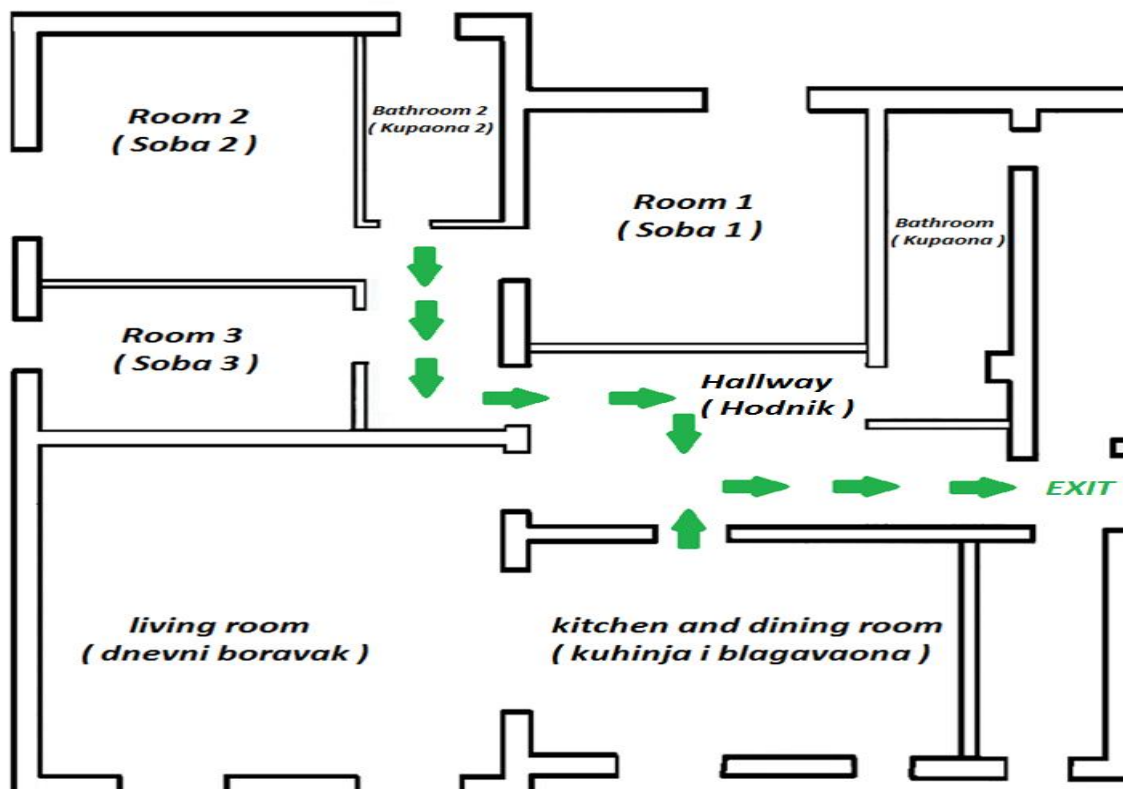 Room 2
( Soba 2 )
Bathroom 2
( Kupaona 2)
Room 1
( Soba 1 )
Bathroom
( Kupaona )
Room 3
( Soba 3 )
Hallway
( Hodnik )
EXIT
living room
( dnevni boravak )
kitchen and dining room
( kuhinja i blagavaona )